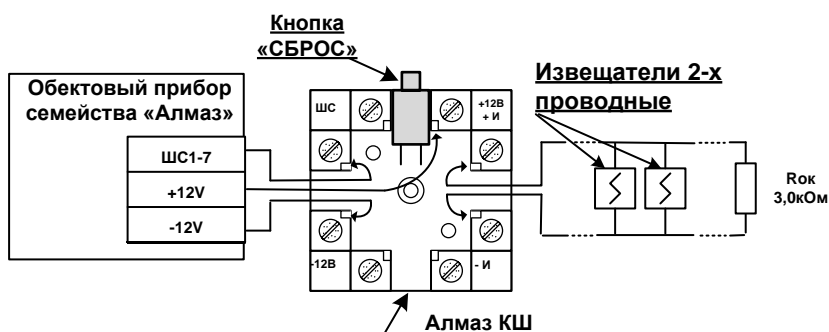 Кнопка
«СБРОС»
Обектовый прибор
семейства «Алмаз»
ШС1-7
+12V
-12V
ШС
+12В
+ И
-12В
- И
Извещатели 2-х
проводные
Rок
3,0кОм
Алмаз КШ